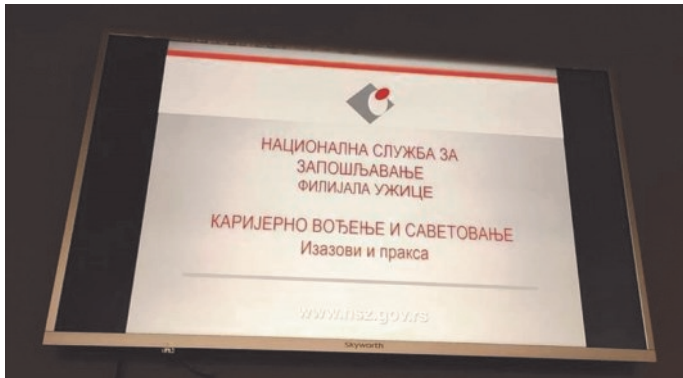 НАЦИОНАЛНА СЛУЖБА ЗА
ЗАПОШЉАВАЊЕ
ФИЛИЈАЛА УЖИЦЕ
КАРИЈЕРНО ВОЂЕЊЕ И САВЕТОВАЊЕ
Изазови и пракса
www.nsz.gov.rs
skyworth